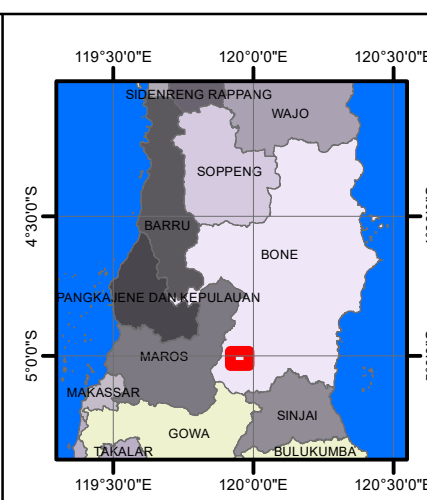 119°30'0"E 120°0'0"E 120°30'0"E
SIDENRENG RAPPANG
WAJO
SOPPENG
4°30'0"S
BARRU
BONE
PANGKAJENE DAN KEPULAUAN
5°0'0"S
MAROS
MAKASSAR
SINJAI
GOWA
TAKALAR
BULUKUMBA
119°30'0"E 120°0'0"E 120°30'0"E